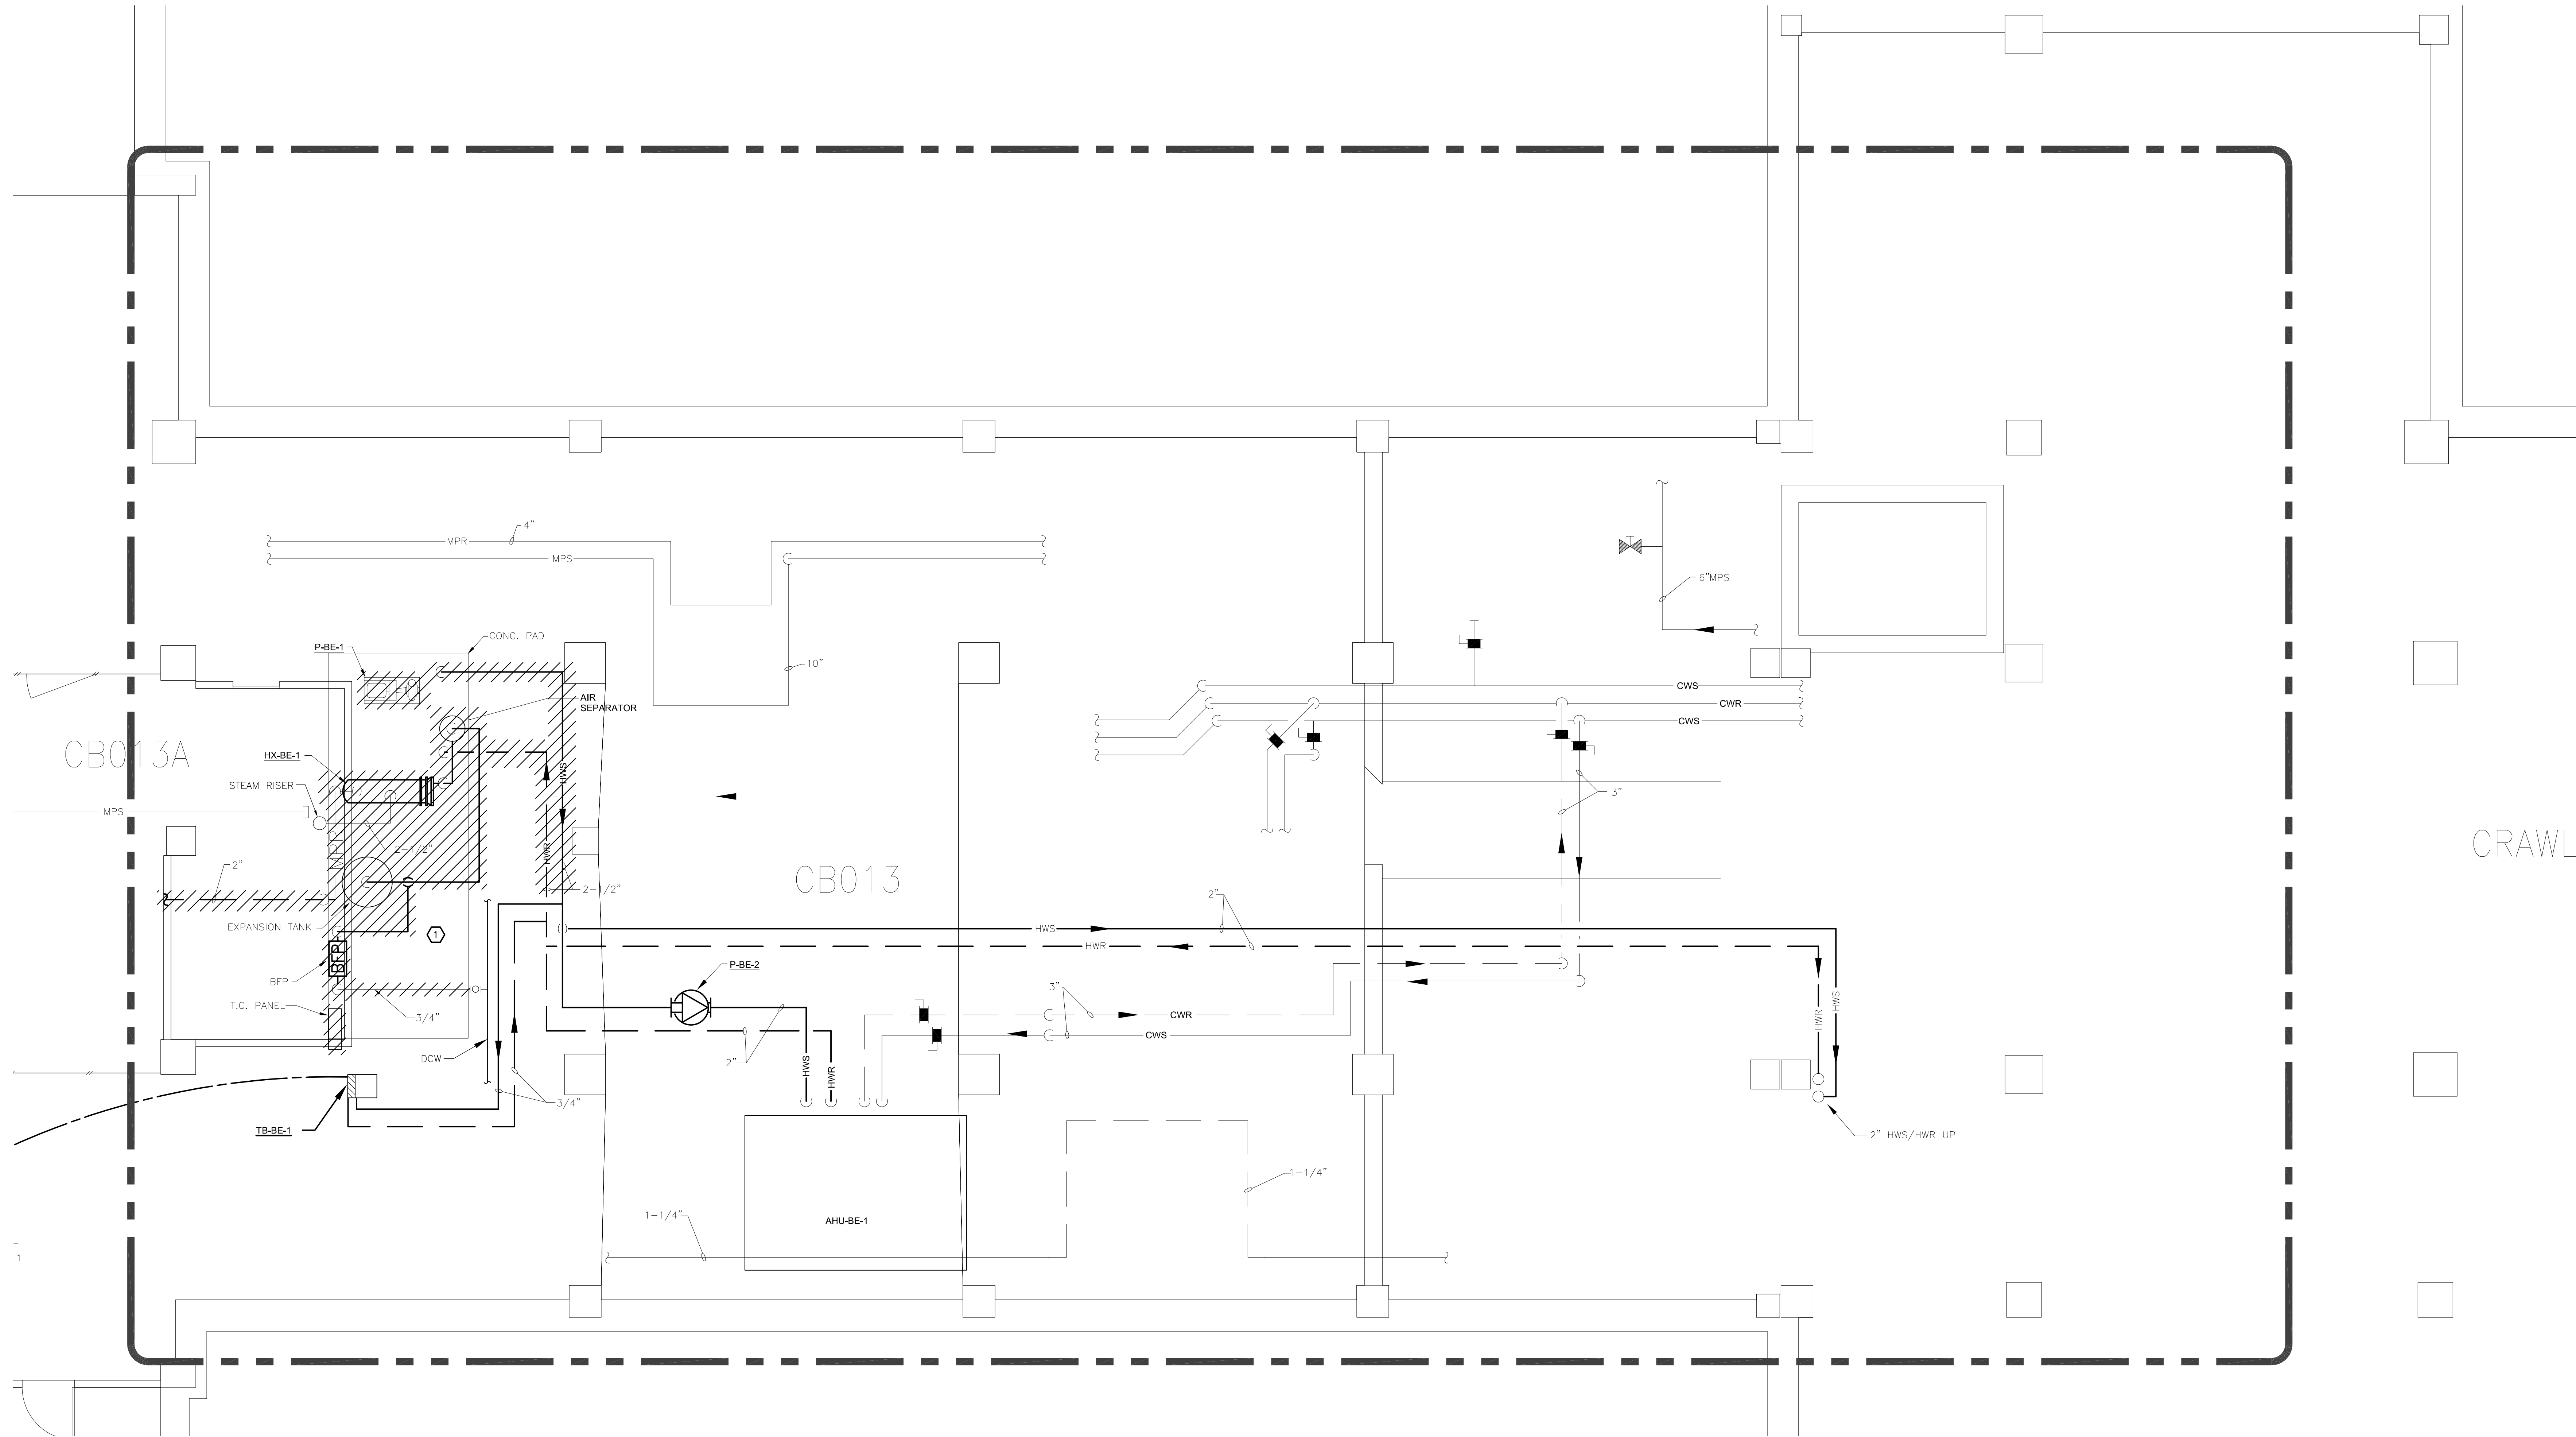 4"
MPR
MPS
6"MPS
CONC. PAD
P-BE-1
10"
AIR
SEPARATOR
CWS
CWR
CWS
CB013A
HX-BE-1
STEAM RISER
HWS
3"
MPS
2-1/2"
HWR
CRAWL
2"
2-1/2"
CB013
2"
EXPANSION TANK
1
HWS
HWR
BFP
P-BE-2
BFP
T.C. PANEL
3/4"
3"
CWR
CWS
HWS
HWR
DCW
2"
HWS
HWR
3/4"
TB-BE-1
2" HWS/HWR UP
1-1/4"
1-1/4"
AHU-BE-1
T
1